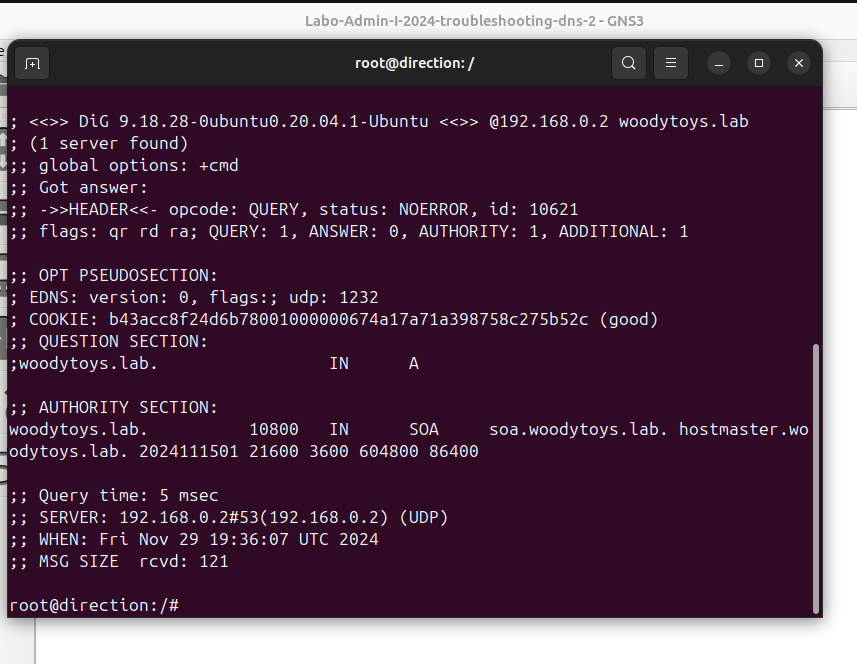 Labo-Admin-I-2024-troubleshooting-dns-2 - GNS3
root@direction: /
; <<>> DiG 9.18.28-0ubuntu0.20.04.1-Ubuntu <<>> @192.168.0.2 woodytoys.lab
; (1 server found)
;; global options: +cmd
;; Got answer:
;; ->>HEADER<<- opcode: QUERY, status: NOERROR, id: 10621
;; flags: qr rd ra; QUERY: 1, ANSWER: 0, AUTHORITY: 1, ADDITIONAL: 1
;; OPT PSEUDOSECTION:
; EDNS: version: 0, flags:; udp: 1232
; COOKIE: b43acc8f24d6b78001000000674a17a71a398758c275b52c (good)
;; QUESTION SECTION:
;woodytoys.lab. IN A
;; AUTHORITY SECTION:
woodytoys.lab. 10800 IN SOA soa.woodytoys.lab. hostmaster.wo
odytoys.lab. 2024111501 21600 3600 604800 86400
;; Query time: 5 msec
;; SERVER: 192.168.0.2#53(192.168.0.2) (UDP)
;; WHEN: Fri Nov 29 19:36:07 UTC 2024
;; MSG SIZE rcvd: 121
root@direction:/#